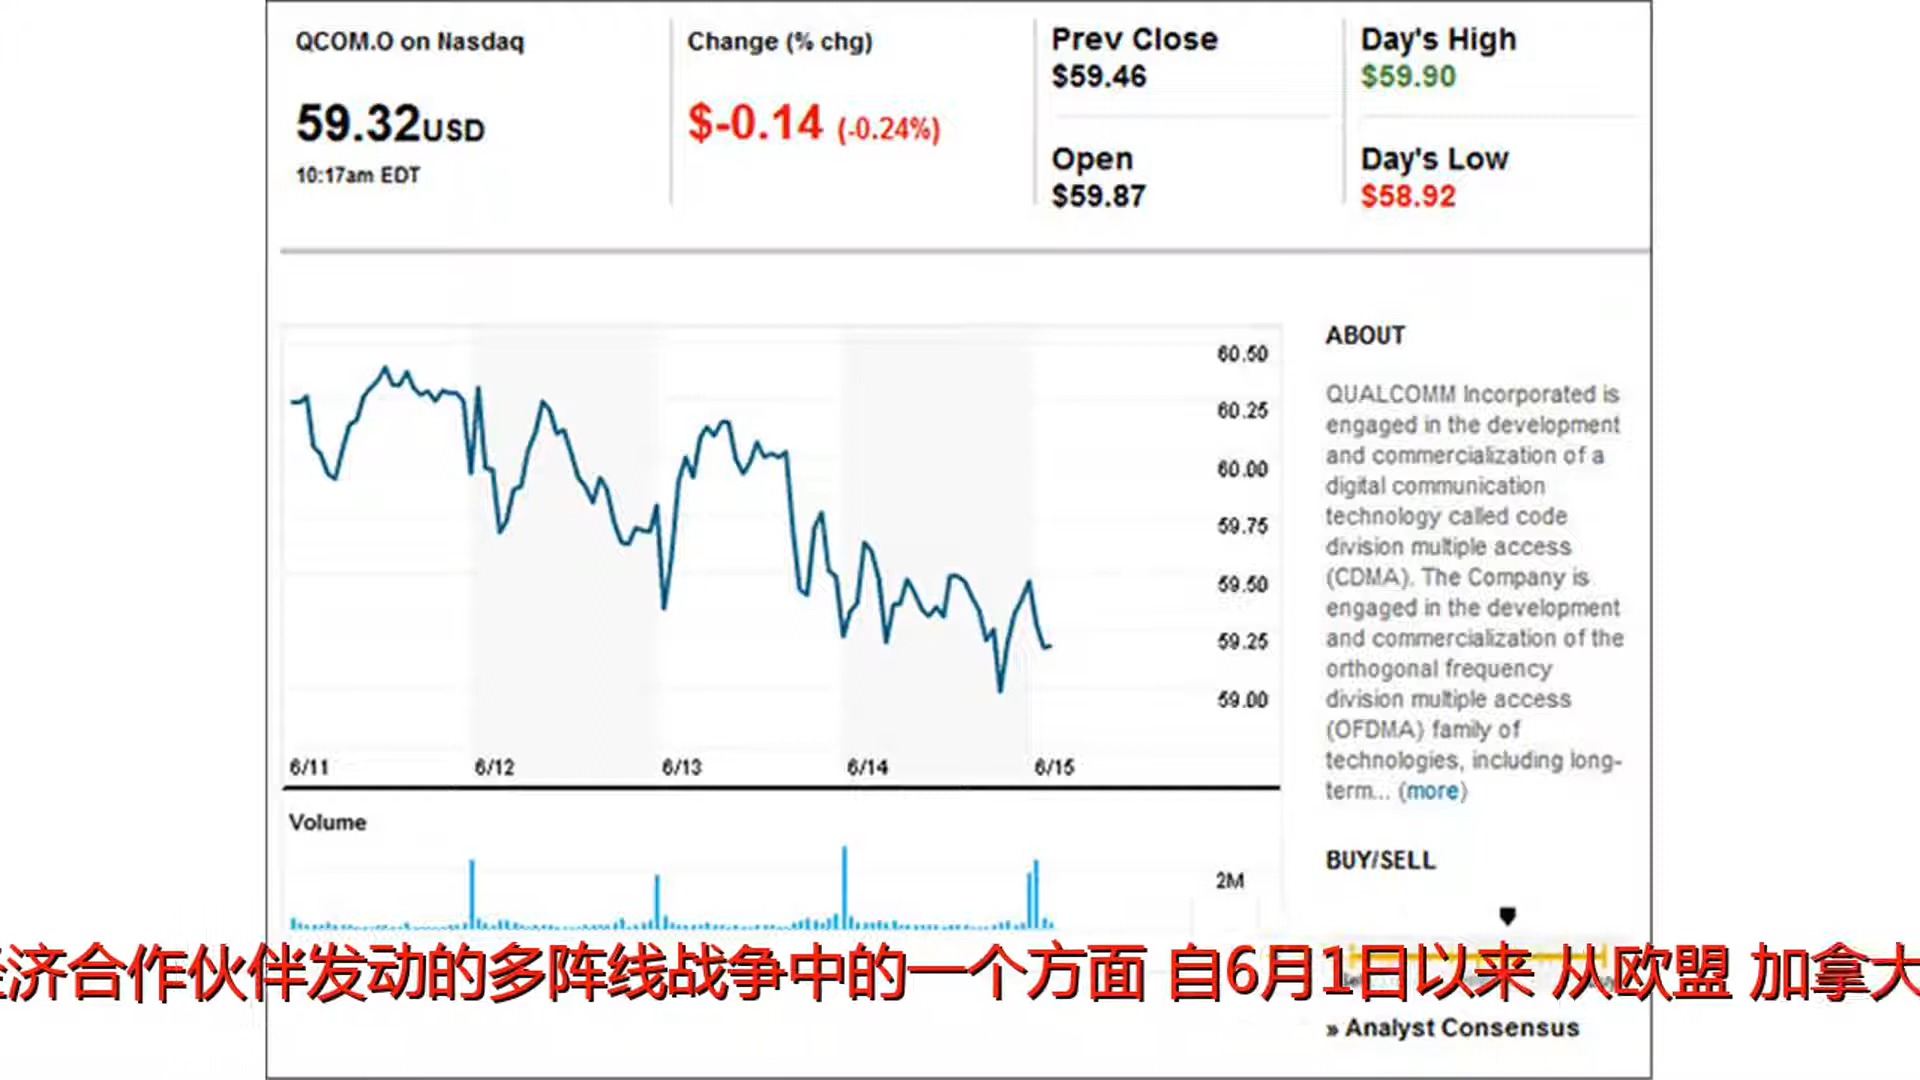 QCOM.O on Nasdaq
59.32USD
10:17am EDT
Change (% chg)
$-0.14 (-0.24%)
Prev Close
$59.46
Open
$59.87
Day's High
$59.90
Day's Low
$58.92
60.50
60.25
60.00
59.75
59.50
59.25
59.00
6/11
6/12
6/13
6/14
6/15
Volume
2M
ABOUT
QUALCOMM Incorporated is
engaged in the development
and commercialization of a
digital communication
technology called code
division multiple access
(CDMA). The Company is
engaged in the development
and commercialization of the
orthogonal frequency
division multiple access
(OFDMA) family of
technologies, including long-
term... (more)
BUY/SELL
济合作伙伴发动的多阵线战争中的一个方面 自6月1日以来 从欧盟 加拿大
» Analyst Consensus